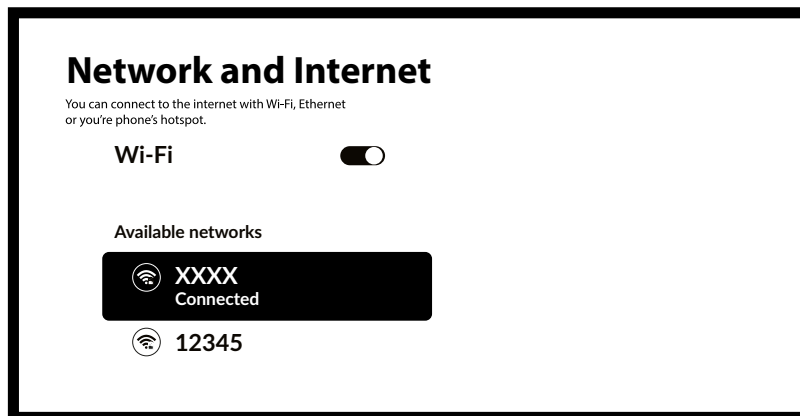 Network and Internet
You can connect to the internet with Wi-Fi, Ethernet
or you're phone's hotspot.
Wi-Fi
Available networks
XXXX
Connected
12345